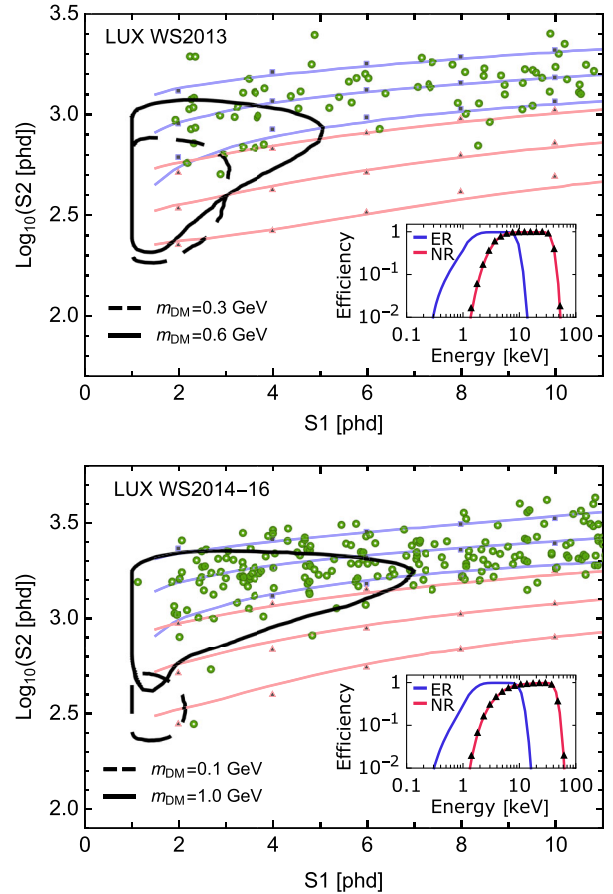 LUX WS2013
3.5
3.0
2.5
2.0
Log10(S2 [phd])
m_DM=0.3 GeV
m_DM=0.6 GeV
ER
NR
Efficiency
1
10⁻¹
10⁻²
0.1 1 10 100
Energy [keV]
0 2 4 6 8 10
S1 [phd]
LUX WS2014–16
3.5
3.0
2.5
2.0
Log10(S2 [phd])
m_DM=0.1 GeV
m_DM=1.0 GeV
ER
NR
Efficiency
1
10⁻¹
10⁻²
0.1 1 10 100
Energy [keV]
0 2 4 6 8 10
S1 [phd]